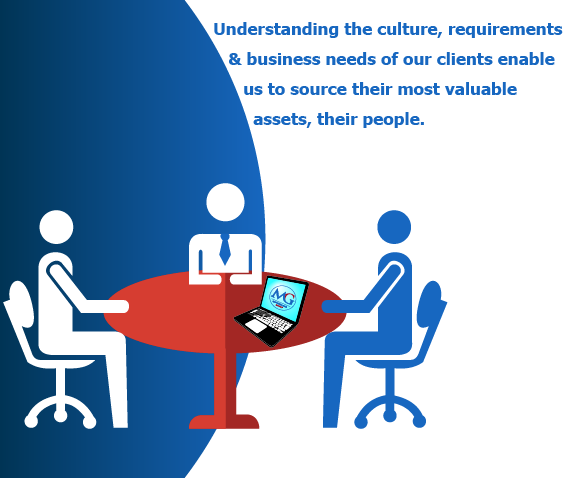 Understanding the culture, requirements
& business needs of our clients enable
us to source their most valuable
assets, their people.
MG